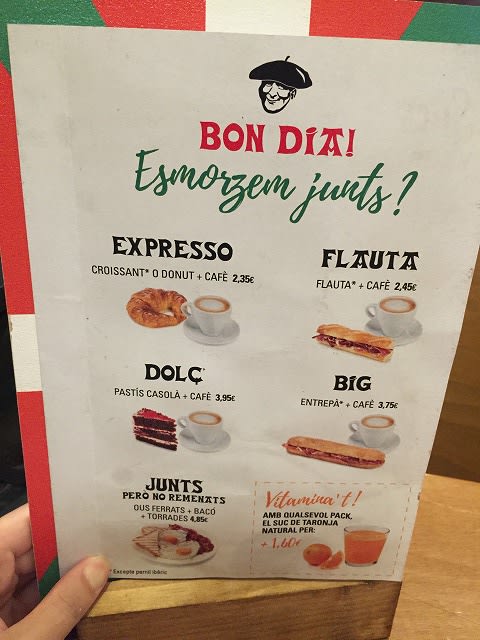 BON DÍA!
Esmorzem junts?
EXPRESSO
CROISSANT* O DONUT + CAFÈ 2,35€
FLAUTA
FLAUTA* + CAFÈ 2,45€
DOLÇ
PASTÍS CASOLÀ + CAFÈ 3,95€
BIG
ENTREPÀ* + CAFÈ 3,75€
JUNTS
PERÒ NO REMENATS
OUS FERRATS + BACÓ
+ TORRADES 4,85€
Vitamina't!
AMB QUALSEVOL PACK,
EL SUC DE TARONJA
NATURAL PER:
+ 1,60€
* Excepte pernil ibèric